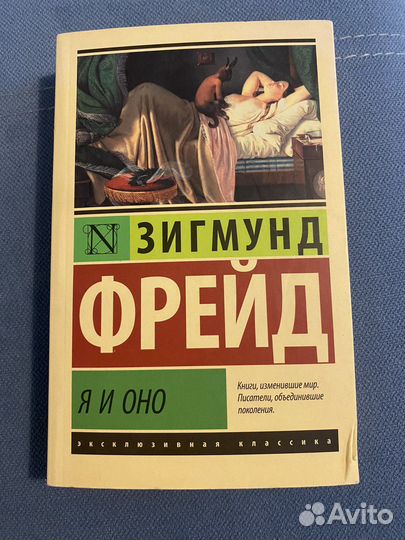 N
ЗИГМУНД
ФРЕЙД
Я И ОНО
Книги, изменившие мир.
Писатели, объединившие
поколения.
эксклюзивная классика
Avito